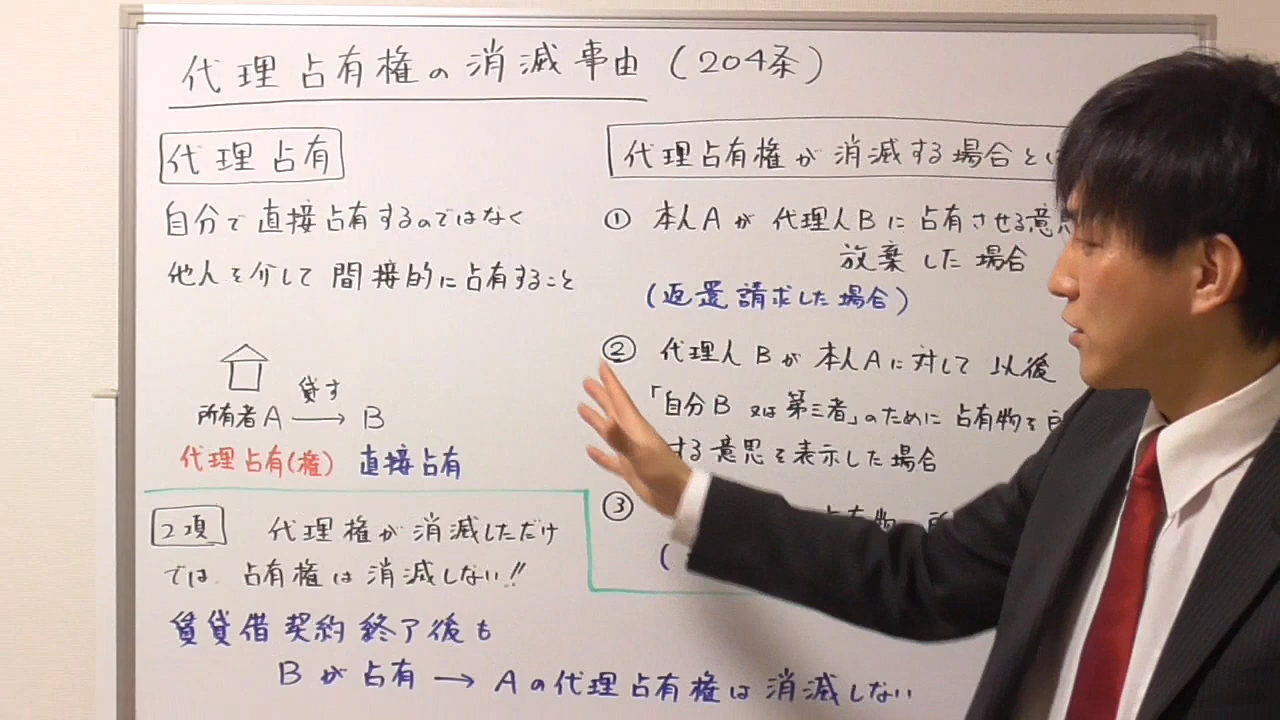 代理占有権の消滅事由(204条)
代理占有
自分で直接占有するのではなく
他人を介して間接的に占有すること
貸す
所有者A → B
代理占有(権) 直接占有
2項 代理権が消滅しただけ
では、占有権は消滅しない!!
賃貸借契約終了後も
Bが占有 → Aの代理占有権は消滅しない
代理占有権が消滅する場合と
① 本人Aが代理人Bに占有させる意思
放棄した場合
(返還請求した場合)
② 代理人Bが本人Aに対して以後
「自分B又は第三者」のために占有物を
する意思を表示した場合
③ 占有物
(